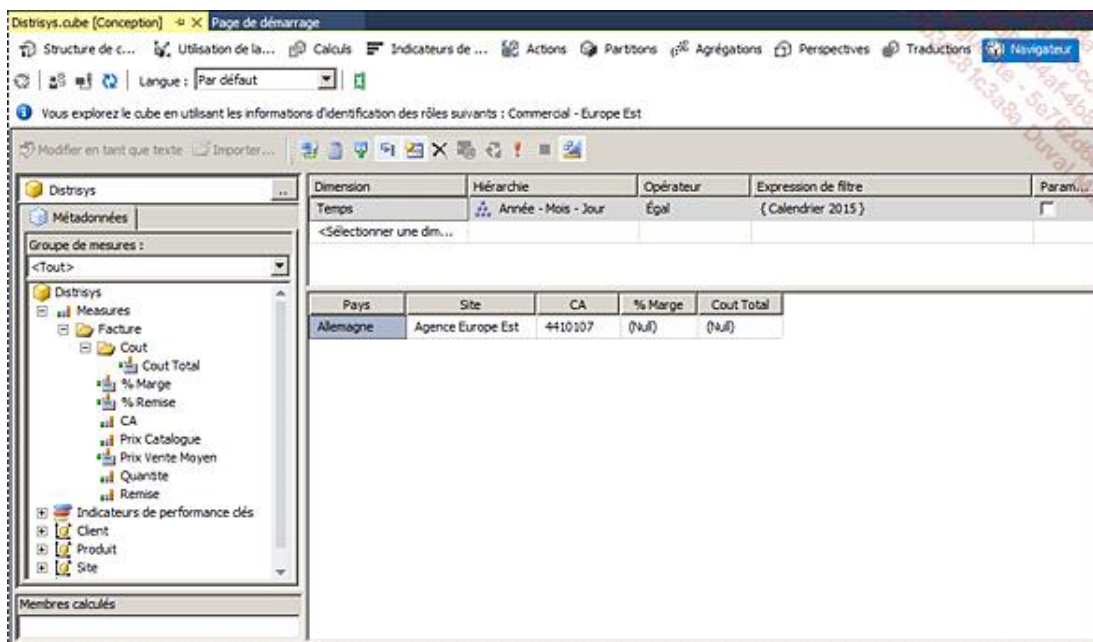 Distrisys.cube [Conception] Page de démarrage
Structure de c... Utilisation de la... Calculs Indicateurs de ... Actions Partitions Agrégations Perspectives Traductions Navigateur
Langue : Par défaut
Vous explorez le cube en utilisant les informations d'identification des rôles suivants : Commercial - Europe Est
Modifier en tant que texte Importer...
Distrisys ..
Métadonnées
Groupe de mesures :
<Tout>
Distrisys
Measures
Facture
Cout
Cout Total
% Marge
% Remise
CA
Prix Catalogue
Prix Vente Moyen
Quantite
Remise
Indicateurs de performance clés
Client
Produit
Site
Membres calculés
Dimension Hiérarchie Opérateur Expression de filtre Param...
Temps Année - Mois - Jour Égal { Calendrier 2015 }
<Sélectionner une dim...
Pays Site CA % Marge Cout Total
Allemagne Agence Europe Est 4410107 (Null) (Null)